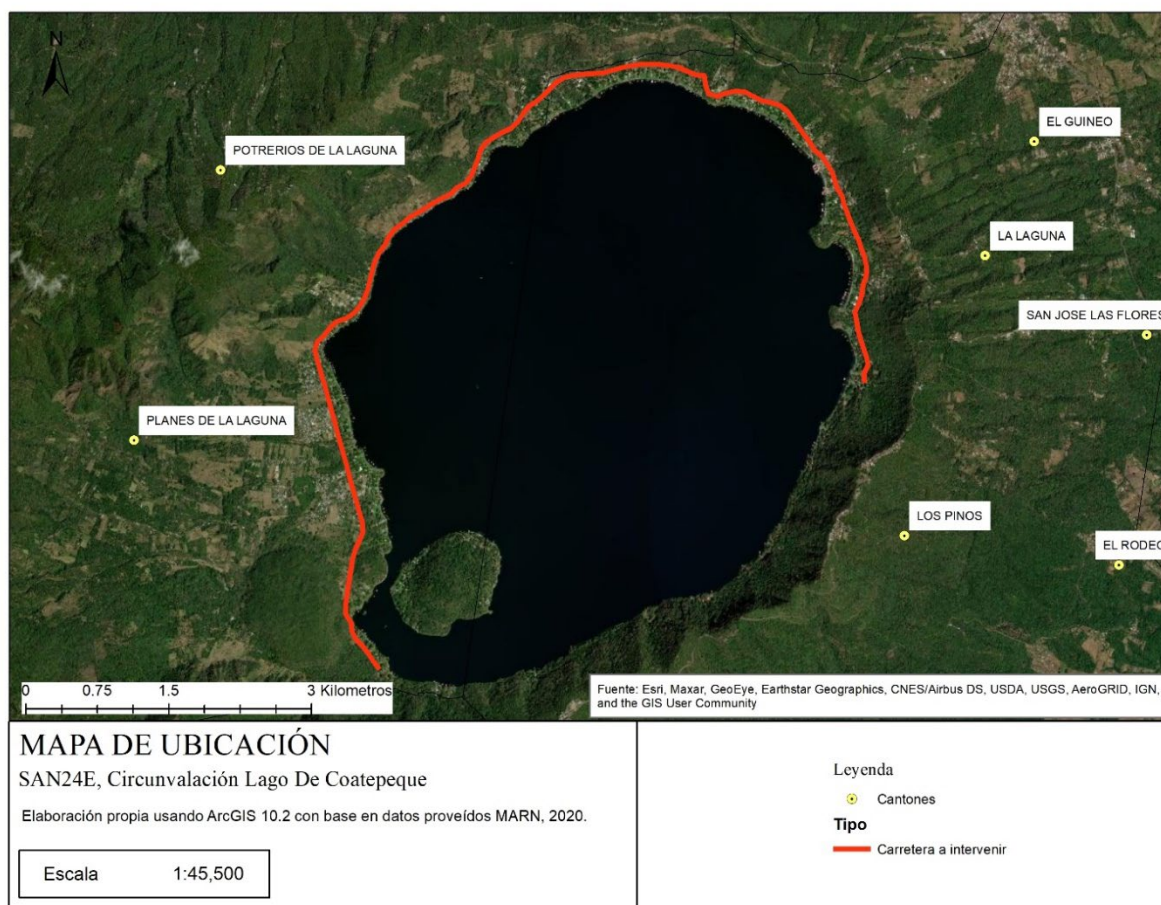 N
EL GUINEO
POTRERIOS DE LA LAGUNA
LA LAGUNA
SAN JOSE LAS FLORES
PLANES DE LA LAGUNA
LOS PINOS
EL RODEO
0 0.75 1.5 3 Kilometros
Fuente: Esri, Maxar, GeoEye, Earthstar Geographics, CNES/Airbus DS, USDA, USGS, AeroGRID, IGN,
and the GIS User Community
MAPA DE UBICACIÓN
SAN24E, Circunvalación Lago De Coatepeque
Elaboración propia usando ArcGIS 10.2 con base en datos proveídos MARN, 2020.
Escala 1:45,500
Leyenda
Cantones
Tipo
Carretera a intervenir